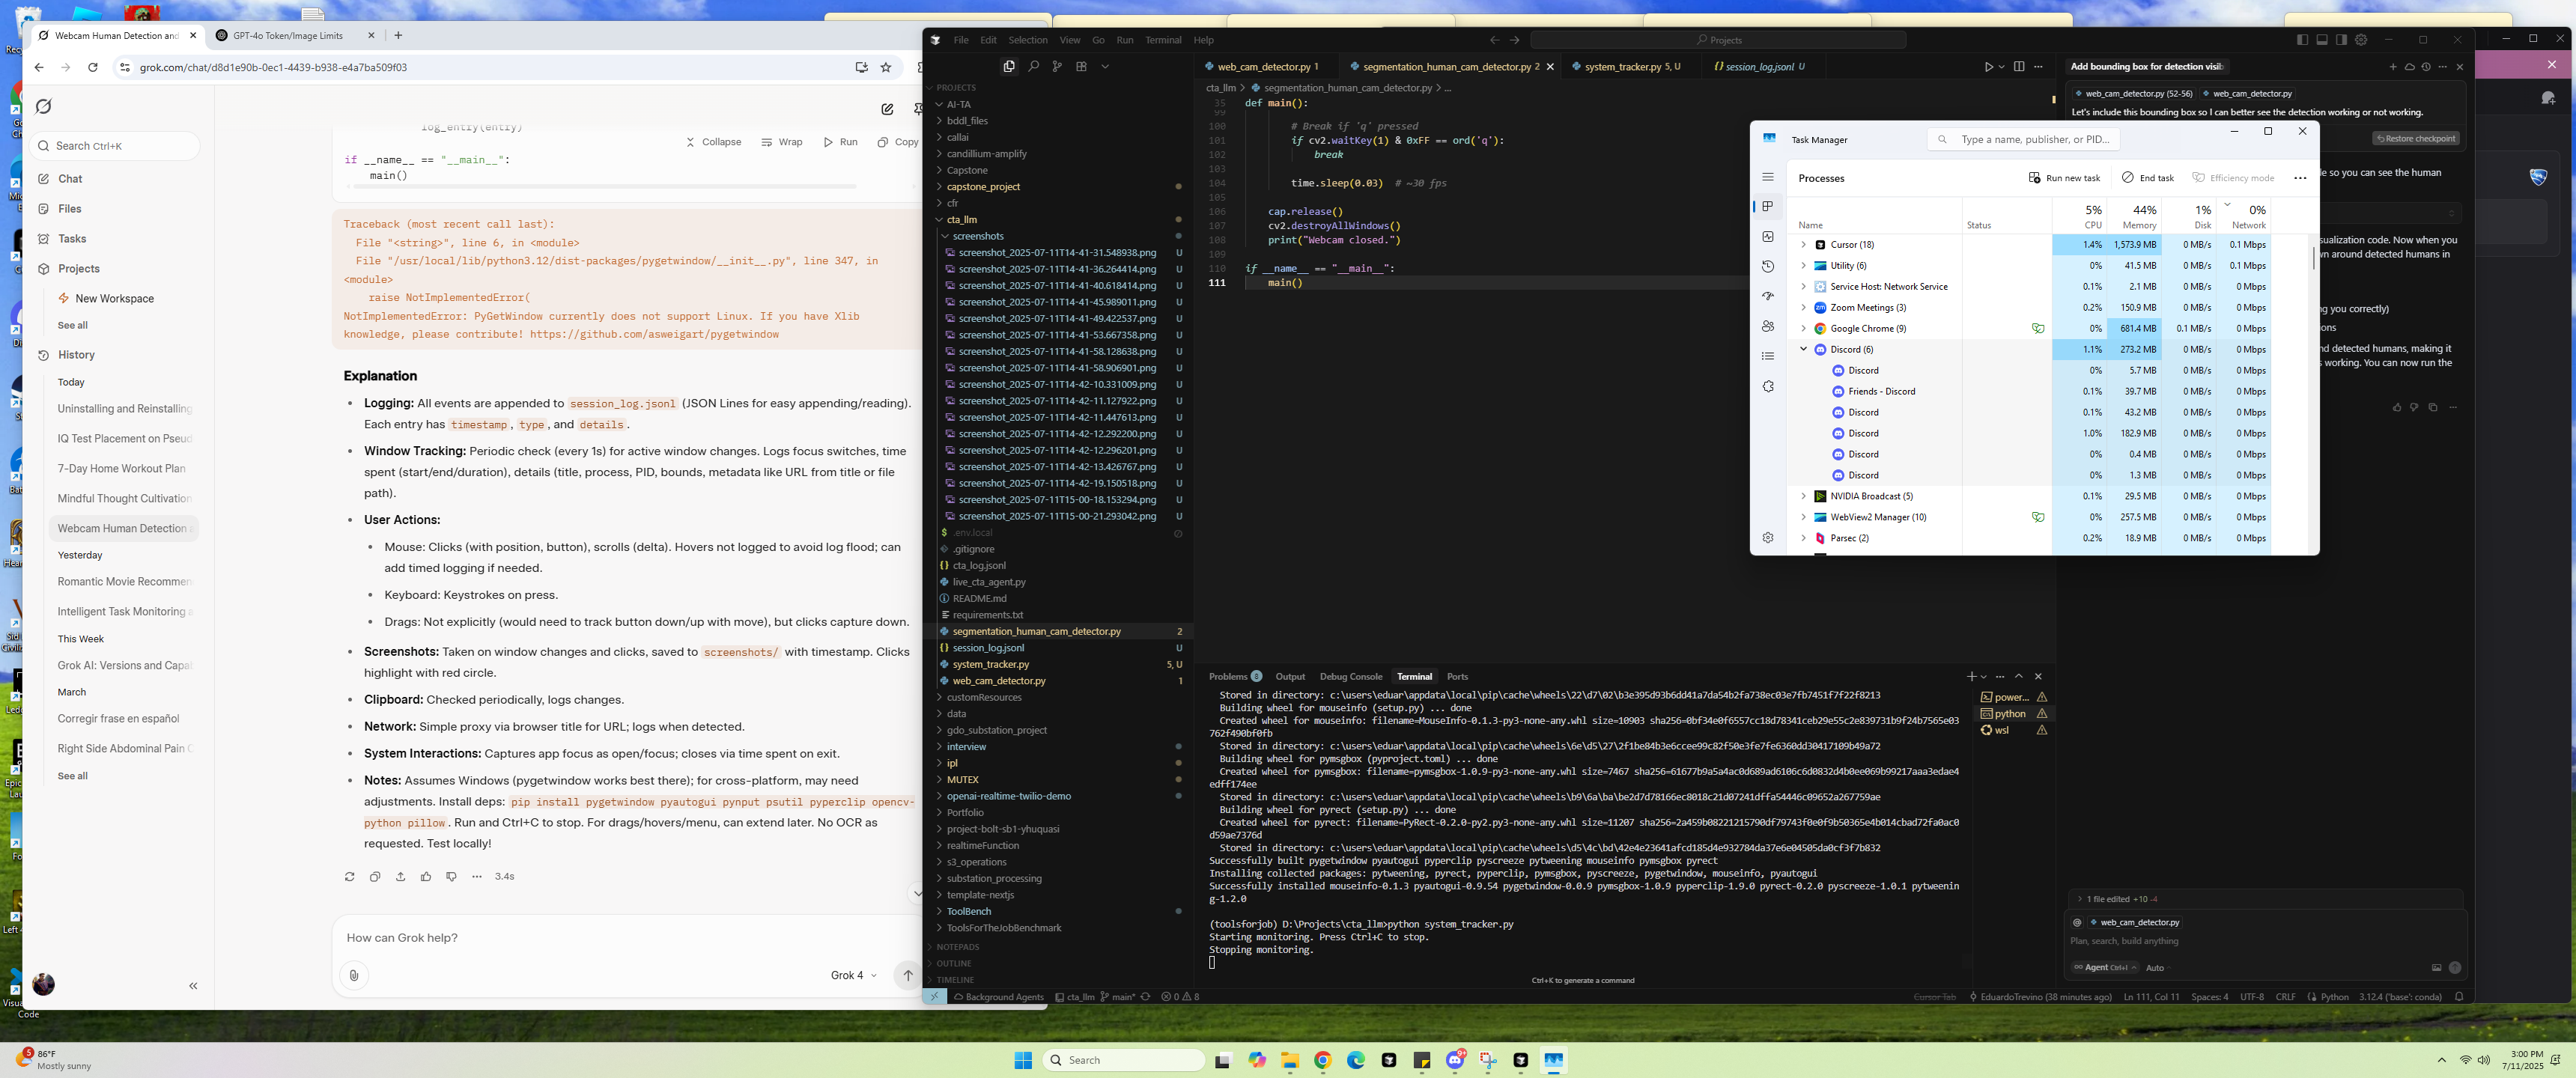 Webcam Human Detection and
GPT-4o Token/Image Limits
grok.com/chat/d8d1e90b-0ec1-4439-b938-e4a7ba509f03
Search Ctrl+K
Chat
Files
Tasks
Projects
New Workspace
See all
History
Today
Uninstalling and Reinstalling
IQ Test Placement on Pseud
7-Day Home Workout Plan
Mindful Thought Cultivation
Webcam Human Detection a
Yesterday
Romantic Movie Recommen
Intelligent Task Monitoring a
This Week
Grok AI: Versions and Capab
March
Corregir frase en español
Right Side Abdominal Pain C
See all
log_entry(entry)
Collapse Wrap Run Copy
if __name__ == "__main__":
main()
Traceback (most recent call last):
File "<string>", line 6, in <module>
File "/usr/local/lib/python3.12/dist-packages/pygetwindow/__init__.py", line 347, in
<module>
raise NotImplementedError(
NotImplementedError: PyGetWindow currently does not support Linux. If you have Xlib
knowledge, please contribute! https://github.com/asweigart/pygetwindow
Explanation
Logging: All events are appended to session_log.jsonl (JSON Lines for easy appending/reading).
Each entry has timestamp, type, and details.
Window Tracking: Periodic check (every 1s) for active window changes. Logs focus switches, time
spent (start/end/duration), details (title, process, PID, bounds, metadata like URL from title or file
path).
User Actions:
Mouse: Clicks (with position, button), scrolls (delta). Hovers not logged to avoid log flood; can
add timed logging if needed.
Keyboard: Keystrokes on press.
Drags: Not explicitly (would need to track button down/up with move), but clicks capture down.
Screenshots: Taken on window changes and clicks, saved to screenshots/ with timestamp. Clicks
highlight with red circle.
Clipboard: Checked periodically, logs changes.
Network: Simple proxy via browser title for URL; logs when detected.
System Interactions: Captures app focus as open/focus; closes via time spent on exit.
Notes: Assumes Windows (pygetwindow works best there); for cross-platform, may need
adjustments. Install deps: pip install pygetwindow pyautogui pynput psutil pyperclip opencv-
python pillow. Run and Ctrl+C to stop. For drags/hovers/menu, can extend later. No OCR as
requested. Test locally!
3.4s
How can Grok help?
Grok 4
File Edit Selection View Go Run Terminal Help
Projects
PROJECTS
AI-TA
bddl_files
callai
candillium-amplify
Capstone
capstone_project
cfr
cta_llm
screenshots
screenshot_2025-07-11T14-41-31.548938.png U
screenshot_2025-07-11T14-41-36.264414.png U
screenshot_2025-07-11T14-41-40.618414.png U
screenshot_2025-07-11T14-41-45.989011.png U
screenshot_2025-07-11T14-41-49.422537.png U
screenshot_2025-07-11T14-41-53.667358.png U
screenshot_2025-07-11T14-41-58.128638.png U
screenshot_2025-07-11T14-41-58.906901.png U
screenshot_2025-07-11T14-42-10.331009.png U
screenshot_2025-07-11T14-42-11.127922.png U
screenshot_2025-07-11T14-42-11.447613.png U
screenshot_2025-07-11T14-42-12.292200.png U
screenshot_2025-07-11T14-42-12.296201.png U
screenshot_2025-07-11T14-42-13.426767.png U
screenshot_2025-07-11T14-42-19.150518.png U
screenshot_2025-07-11T15-00-18.153294.png U
screenshot_2025-07-11T15-00-21.293042.png U
.env.local
.gitignore
cta_log.jsonl
live_cta_agent.py
README.md
requirements.txt
segmentation_human_cam_detector.py 2
session_log.jsonl U
system_tracker.py 5, U
web_cam_detector.py 1
customResources
data
gdo_substation_project
interview
ipl
MUTEX
openai-realtime-twilio-demo
Portfolio
project-bolt-sb1-yhuquasi
realtimeFunction
s3_operations
substation_processing
template-nextjs
ToolBench
ToolsForTheJobBenchmark
NOTEPADS
OUTLINE
TIMELINE
web_cam_detector.py 1
segmentation_human_cam_detector.py 2
system_tracker.py 5, U
session_log.jsonl U
cta_llm > segmentation_human_cam_detector.py > ...
35 def main():
99
100 # Break if 'q' pressed
101 if cv2.waitKey(1) & 0xFF == ord('q'):
102 break
103
104 time.sleep(0.03) # ~30 fps
105
106 cap.release()
107 cv2.destroyAllWindows()
108 print("Webcam closed.")
109
110 if __name__ == "__main__":
111 main()
Problems 8 Output Debug Console Terminal Ports
Stored in directory: c:\users\eduar\appdata\local\pip\cache\wheels\22\d7\02\b3e395d93b6dd41a7da54b2fa738ec03e7fb7451f7f22f8213
Building wheel for mouseinfo (setup.py) ... done
Created wheel for mouseinfo: filename=MouseInfo-0.1.3-py3-none-any.whl size=10903 sha256=0bf34e0f6557cc18d78341ceb29e55c2e839731b9f24b7565e03
762f490bf0fb
Stored in directory: c:\users\eduar\appdata\local\pip\cache\wheels\6e\d5\27\2f1be84b3e6ccee99c82f50e3fe7fe6360dd30417109b49a72
Building wheel for pymsgbox (pyproject.toml) ... done
Created wheel for pymsgbox: filename=pymsgbox-1.0.9-py3-none-any.whl size=7467 sha256=61677b9a5a4ac0d689ad6106c6d0832d4b0ee069b99217aaa3edae4
edff174ee
Stored in directory: c:\users\eduar\appdata\local\pip\cache\wheels\b9\6a\ba\be2d7d78166ec8018c21d07241dffa54446c09652a267759ae
Building wheel for pyrect (setup.py) ... done
Created wheel for pyrect: filename=PyRect-0.2.0-py2.py3-none-any.whl size=11207 sha256=2a459b08221215790df79743f0e0f9b50365e4b014cbad72fa0ac0
d59ae7376d
Stored in directory: c:\users\eduar\appdata\local\pip\cache\wheels\d5\4c\bd\42e4e23641afcd185d4e932784da37e6e04505da0cf3f7b832
Successfully built pygetwindow pyautogui pyperclip pyscreeze pytweening mouseinfo pymsgbox pyrect
Installing collected packages: pytweening, pyrect, pyperclip, pymsgbox, pyscreeze, pygetwindow, mouseinfo, pyautogui
Successfully installed mouseinfo-0.1.3 pyautogui-0.9.54 pygetwindow-0.0.9 pymsgbox-1.0.9 pyperclip-1.9.0 pyrect-0.2.0 pyscreeze-1.0.1 pytweenin
g-1.2.0
(toolsforjob) D:\Projects\cta_llm>python system_tracker.py
Starting monitoring. Press Ctrl+C to stop.
Stopping monitoring.
Ctrl+K to generate a command
power...
python
wsl
Add bounding box for detection visib
web_cam_detector.py (52-56) web_cam_detector.py
Let's include this bounding box so I can better see the detection working or not working.
Restore checkpoint
e so you can see the human
sualization code. Now when you
n around detected humans in
g you correctly)
ons
nd detected humans, making it
s working. You can now run the
1 file edited +10 -4
@ web_cam_detector.py
Plan, search, build anything
Agent Ctrl+I Auto
Task Manager
Type a name, publisher, or PID...
Processes
Run new task End task Efficiency mode
5% 44% 1% 0%
Name Status CPU Memory Disk Network
Cursor (18) 1.4% 1,573.9 MB 0 MB/s 0.1 Mbps
Utility (6) 0% 41.5 MB 0 MB/s 0.1 Mbps
Service Host: Network Service 0.1% 2.1 MB 0 MB/s 0 Mbps
Zoom Meetings (3) 0.2% 150.9 MB 0 MB/s 0 Mbps
Google Chrome (9) 0% 681.4 MB 0.1 MB/s 0 Mbps
Discord (6) 1.1% 273.2 MB 0 MB/s 0 Mbps
Discord 0% 5.7 MB 0 MB/s 0 Mbps
Friends - Discord 0.1% 39.7 MB 0 MB/s 0 Mbps
Discord 0.1% 43.2 MB 0 MB/s 0 Mbps
Discord 1.0% 182.9 MB 0 MB/s 0 Mbps
Discord 0% 0.4 MB 0 MB/s 0 Mbps
Discord 0% 1.3 MB 0 MB/s 0 Mbps
NVIDIA Broadcast (5) 0.1% 29.5 MB 0 MB/s 0 Mbps
WebView2 Manager (10) 0% 257.5 MB 0 MB/s 0 Mbps
Parsec (2) 0.2% 18.9 MB 0 MB/s 0 Mbps
Background Agents cta_llm main* 0 8
Cursor Tab EduardoTrevino (38 minutes ago) Ln 111, Col 11 Spaces: 4 UTF-8 CRLF Python 3.12.4 ('base': conda)
Code
5
86°F
Mostly sunny
Search
9+
3:00 PM
7/11/2025